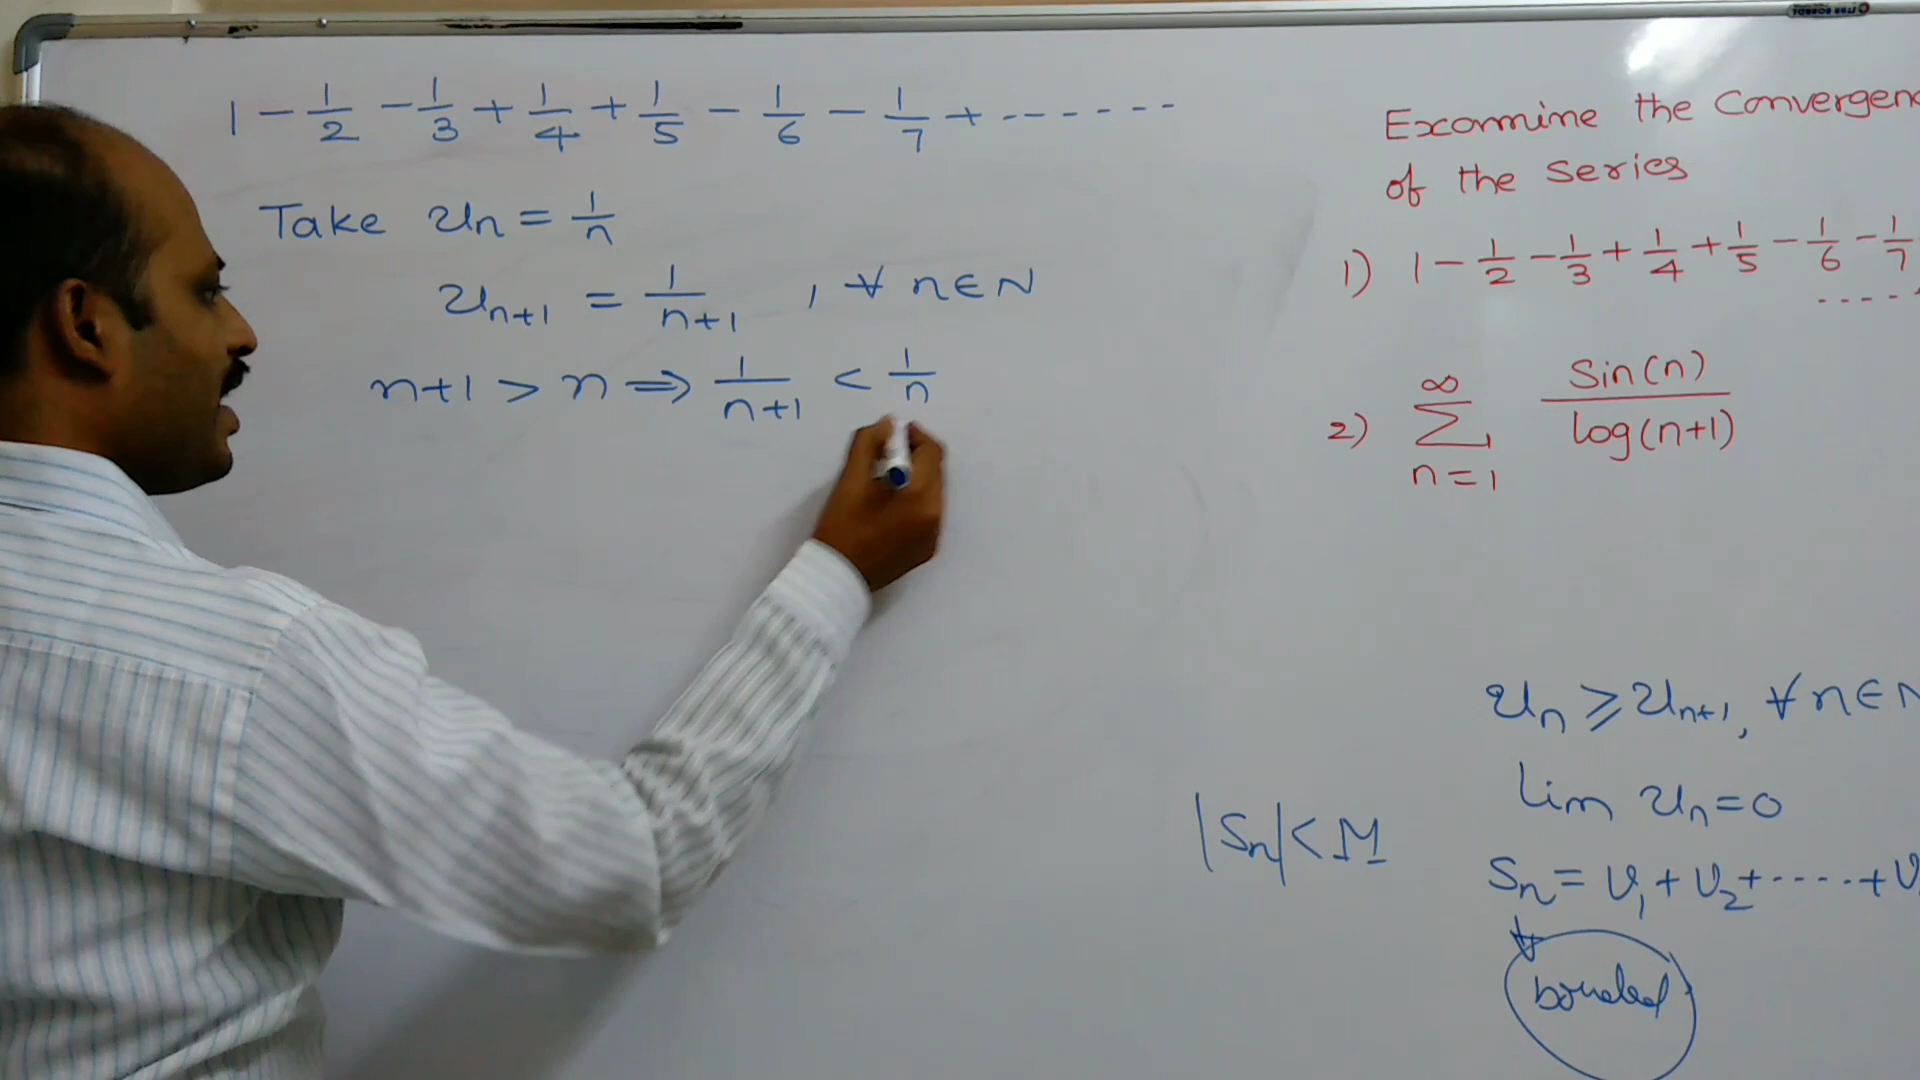 1 - 1/2 - 1/3 + 1/4 + 1/5 - 1/6 - 1/7 + ------
Take un = 1/n
un+1 = 1/n+1 , ∀ n∈N
n+1 > n ⇒ 1/n+1 < 1/n
Examine the Convergenc
of the series
1) 1 - 1/2 - 1/3 + 1/4 + 1/5 - 1/6 - 1/7
-----
2) ∞ Σ n=1 Sin(n)/log(n+1)
un ≥ un+1, ∀ n∈N
lim un = 0
|Sn| < M
Sn = v1 + v2 + ---- + v
bounded